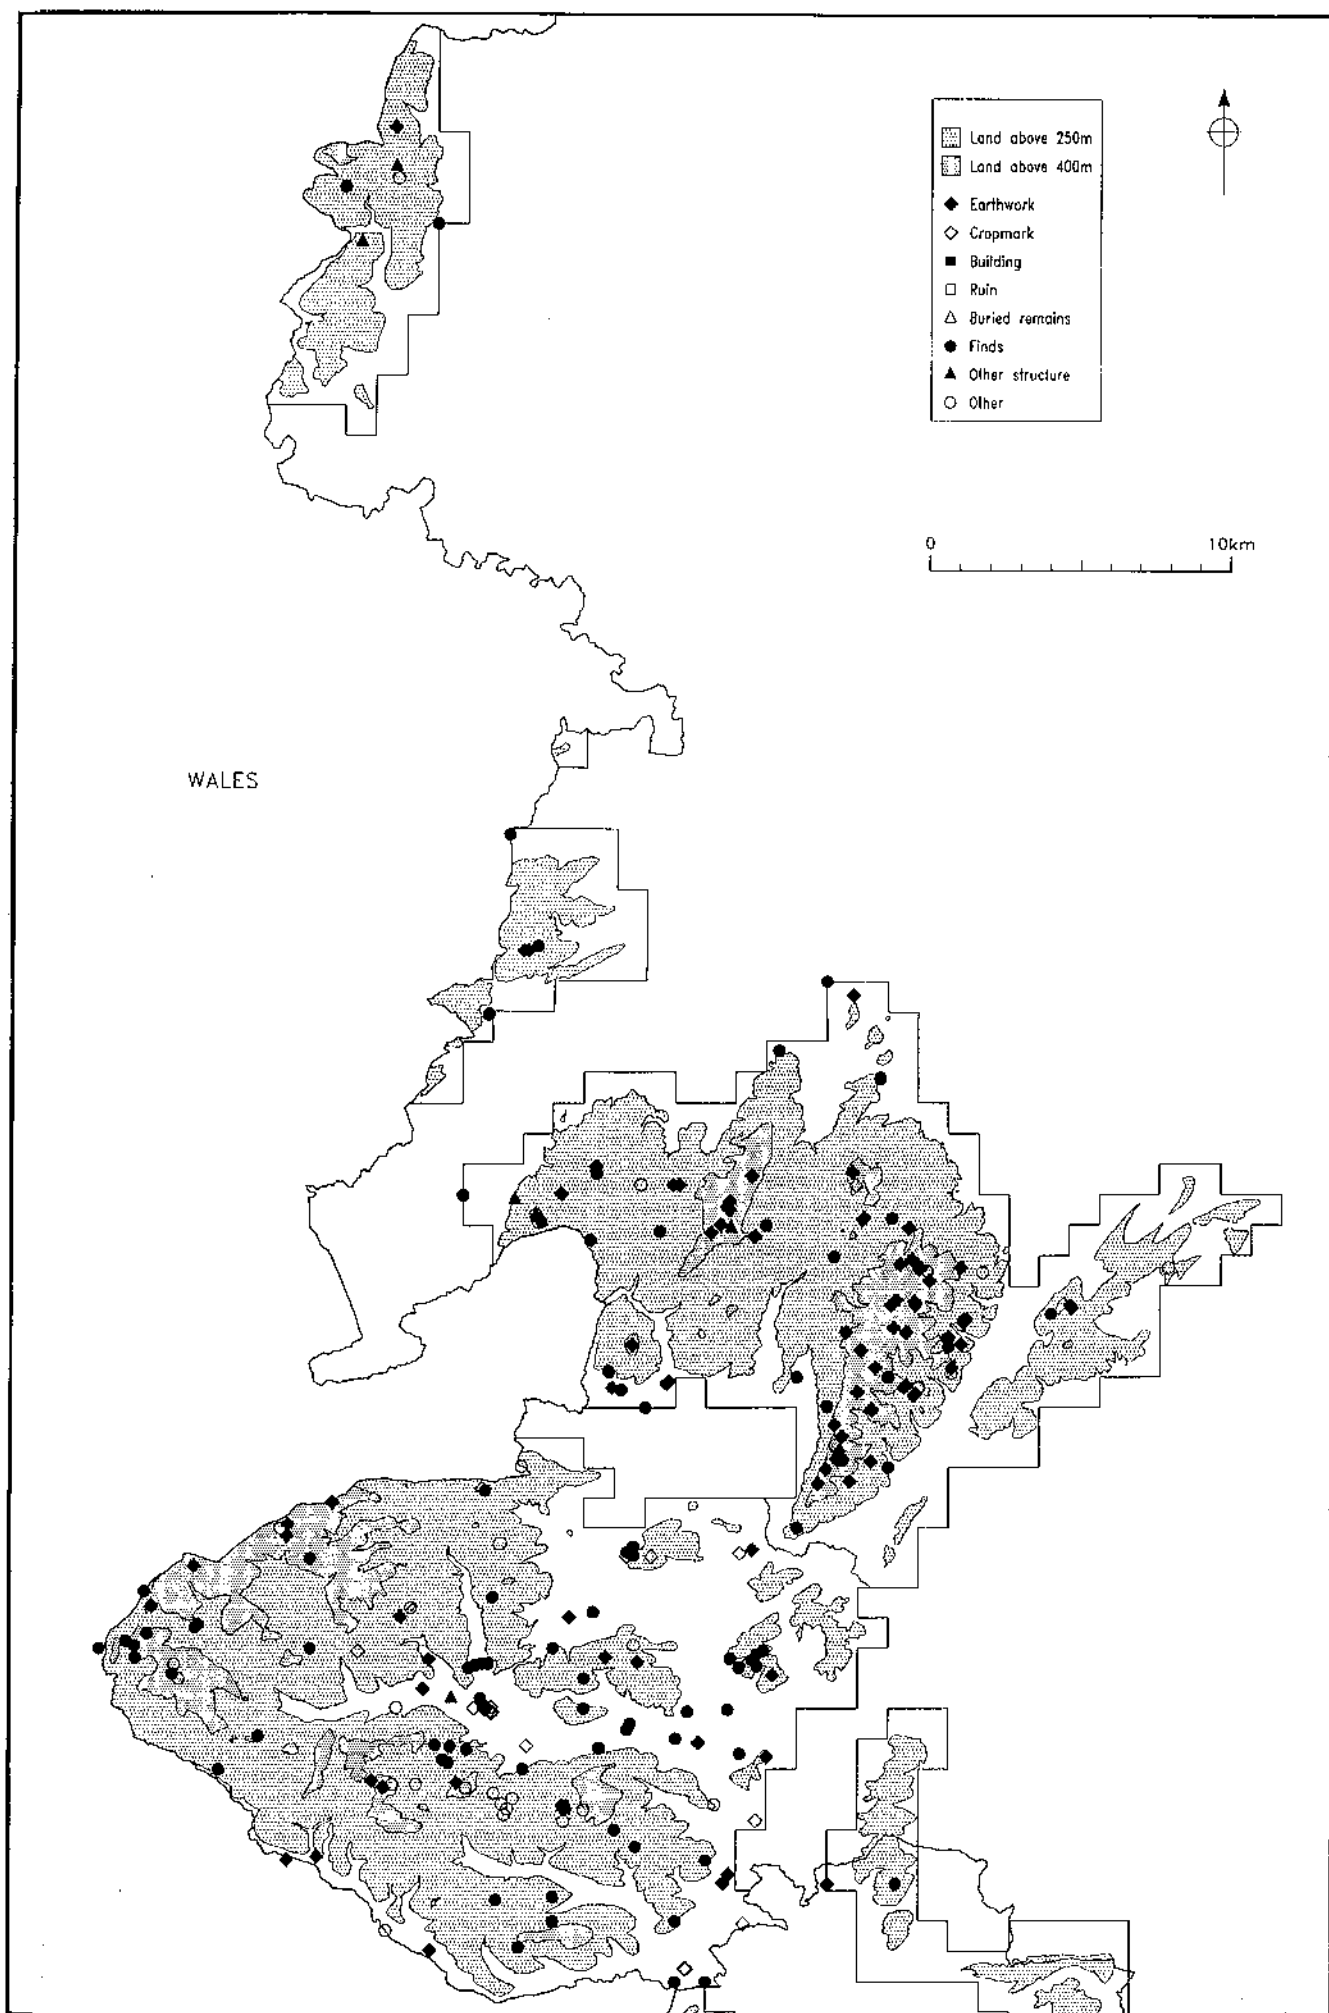 Land above 250m
Land above 400m
Earthwork
Cropmark
Building
Ruin
Buried remains
Finds
Other structure
Other
0 10km
WALES